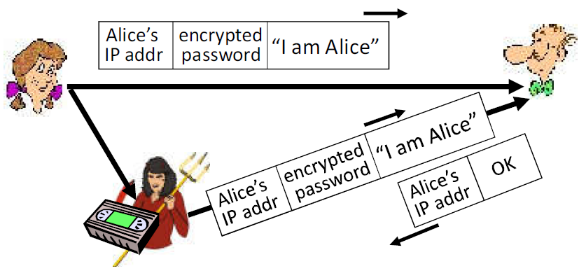 Alice's
IP addr
encrypted
password
“I am Alice”
Alice's
IP addr
encrypted
password
“I am Alice”
Alice's
IP addr
OK